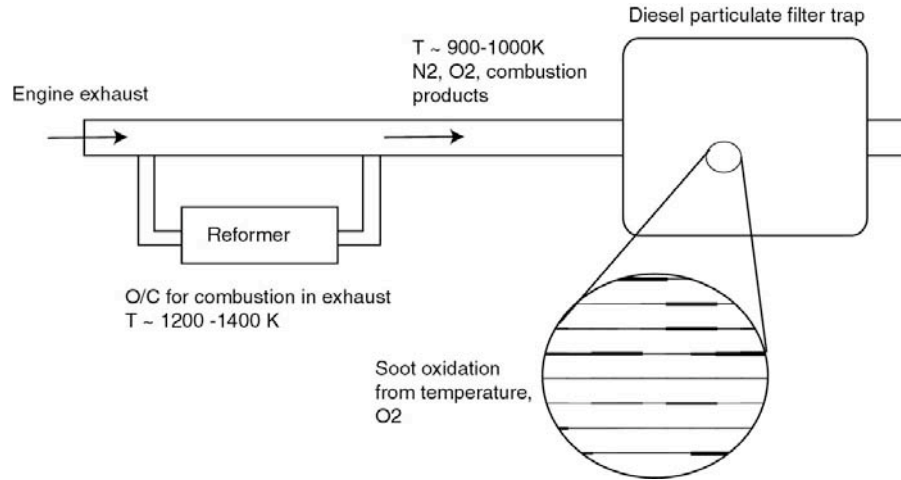 Diesel particulate filter trap
T ~ 900-1000K
N2, O2, combustion
products
Engine exhaust
Reformer
O/C for combustion in exhaust
T ~ 1200 -1400 K
Soot oxidation
from temperature,
O2